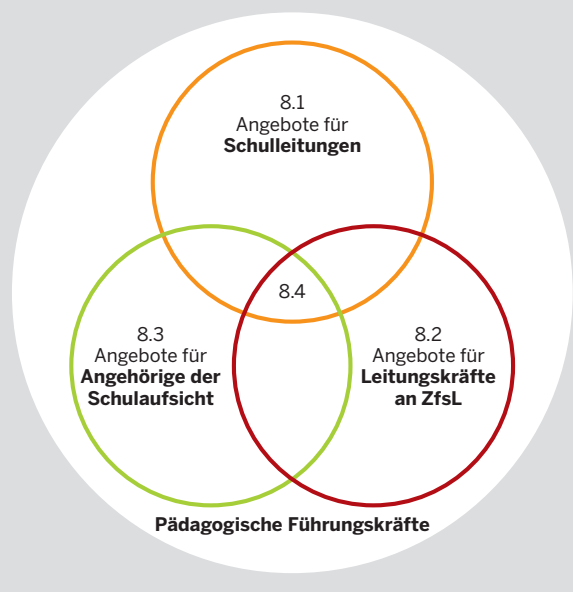 8.1
Angebote für
Schulleitungen
8.4
8.3
Angebote für
Angehörige der
Schulaufsicht
8.2
Angebote für
Leitungskräfte
an ZfsL
Pädagogische Führungskräfte